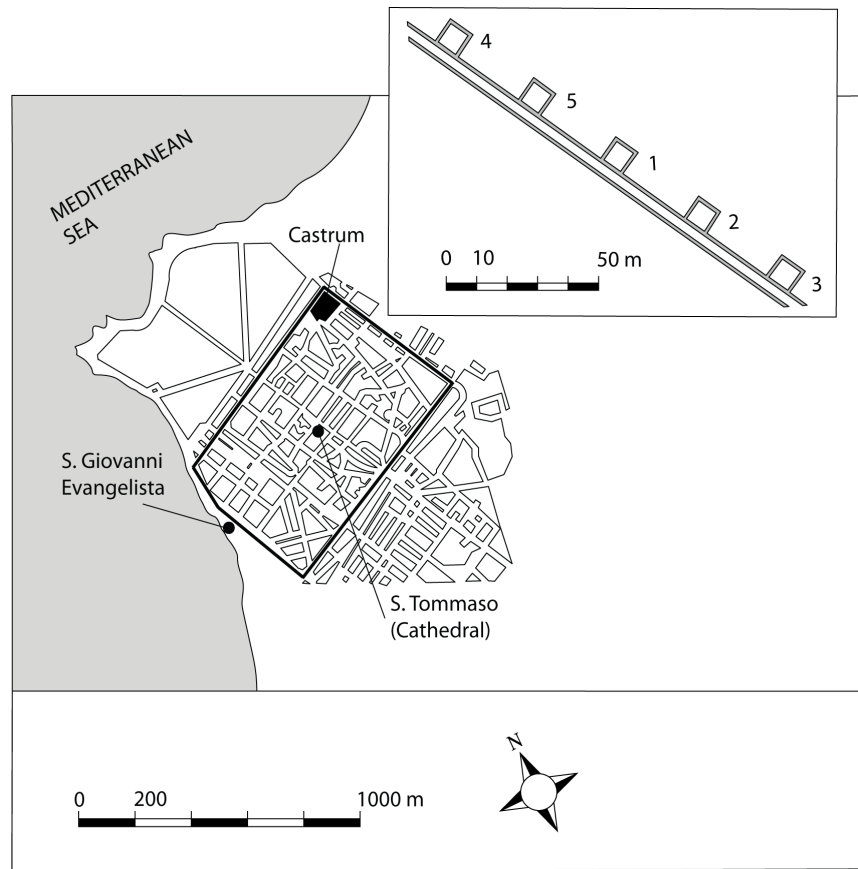 4
5
1
2
3
0 10 50 m
MEDITERRANEAN
SEA
Castrum
S. Giovanni
Evangelista
S. Tommaso
(Cathedral)
N
0 200 1000 m